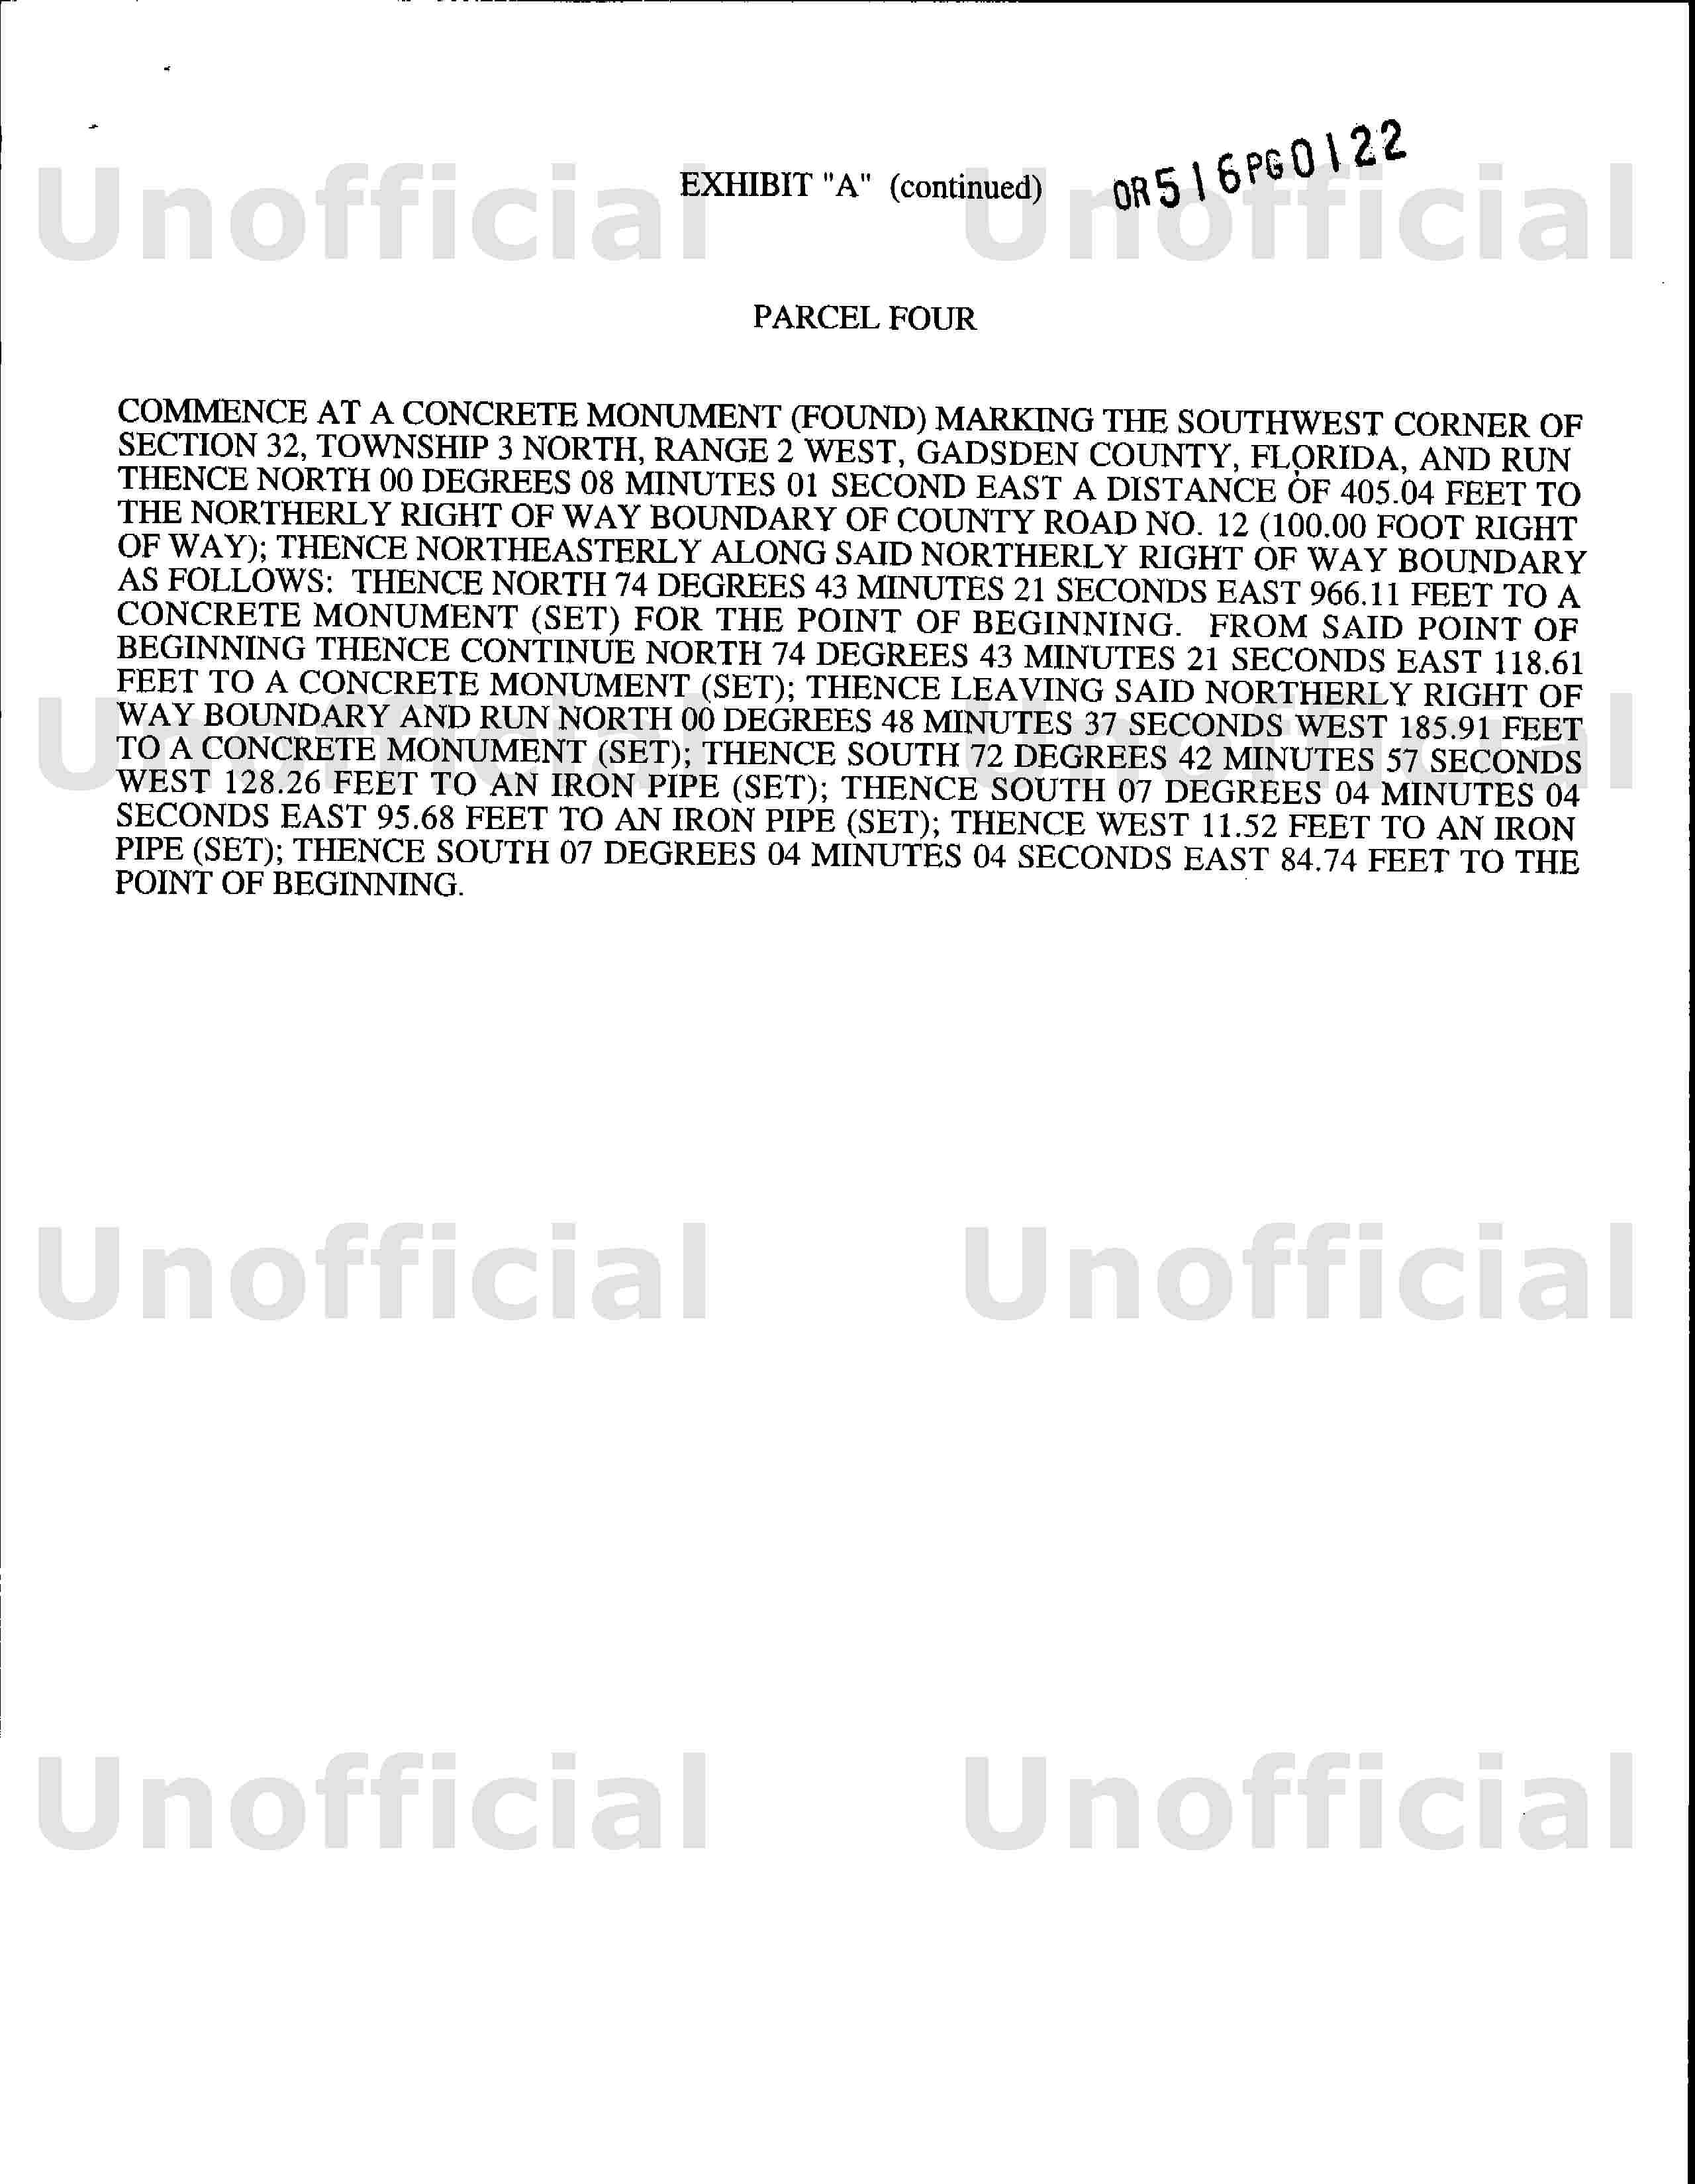 EXHIBIT "A" (continued) OR516PG0122
Unofficial Unofficial
PARCEL FOUR
COMMENCE AT A CONCRETE MONUMENT (FOUND) MARKING THE SOUTHWEST CORNER OF
SECTION 32, TOWNSHIP 3 NORTH, RANGE 2 WEST, GADSDEN COUNTY, FLORIDA, AND RUN
THENCE NORTH 00 DEGREES 08 MINUTES 01 SECOND EAST A DISTANCE OF 405.04 FEET TO
THE NORTHERLY RIGHT OF WAY BOUNDARY OF COUNTY ROAD NO. 12 (100.00 FOOT RIGHT
OF WAY); THENCE NORTHEASTERLY ALONG SAID NORTHERLY RIGHT OF WAY BOUNDARY
AS FOLLOWS: THENCE NORTH 74 DEGREES 43 MINUTES 21 SECONDS EAST 966.11 FEET TO A
CONCRETE MONUMENT (SET) FOR THE POINT OF BEGINNING. FROM SAID POINT OF
BEGINNING THENCE CONTINUE NORTH 74 DEGREES 43 MINUTES 21 SECONDS EAST 118.61
FEET TO A CONCRETE MONUMENT (SET); THENCE LEAVING SAID NORTHERLY RIGHT OF
WAY BOUNDARY AND RUN NORTH 00 DEGREES 48 MINUTES 37 SECONDS WEST 185.91 FEET
TO A CONCRETE MONUMENT (SET); THENCE SOUTH 72 DEGREES 42 MINUTES 57 SECONDS
WEST 128.26 FEET TO AN IRON PIPE (SET); THENCE SOUTH 07 DEGREES 04 MINUTES 04
SECONDS EAST 95.68 FEET TO AN IRON PIPE (SET); THENCE WEST 11.52 FEET TO AN IRON
PIPE (SET); THENCE SOUTH 07 DEGREES 04 MINUTES 04 SECONDS EAST 84.74 FEET TO THE
POINT OF BEGINNING.
Unofficial Unofficial
Unofficial Unofficial
Unofficial Unofficial